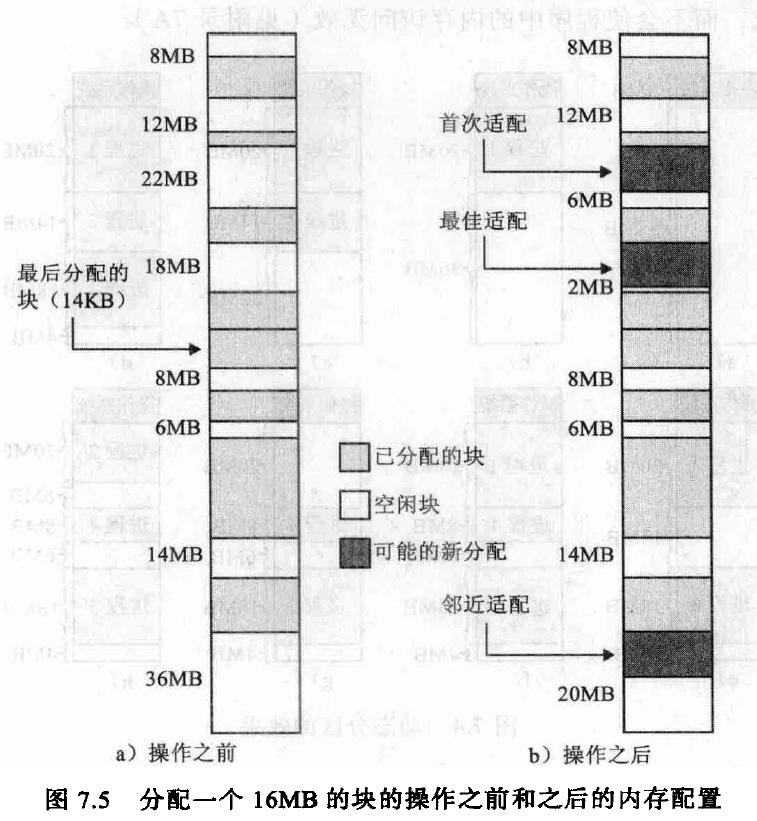 8MB
12MB
22MB
18MB
最后分配的
块（14KB）
8MB
6MB
14MB
36MB
a）操作之前
已分配的块
空闲块
可能的新分配
8MB
12MB
首次适配
6MB
最佳适配
2MB
8MB
6MB
14MB
邻近适配
20MB
b）操作之后
图 7.5 分配一个 16MB 的块的操作之前和之后的内存配置